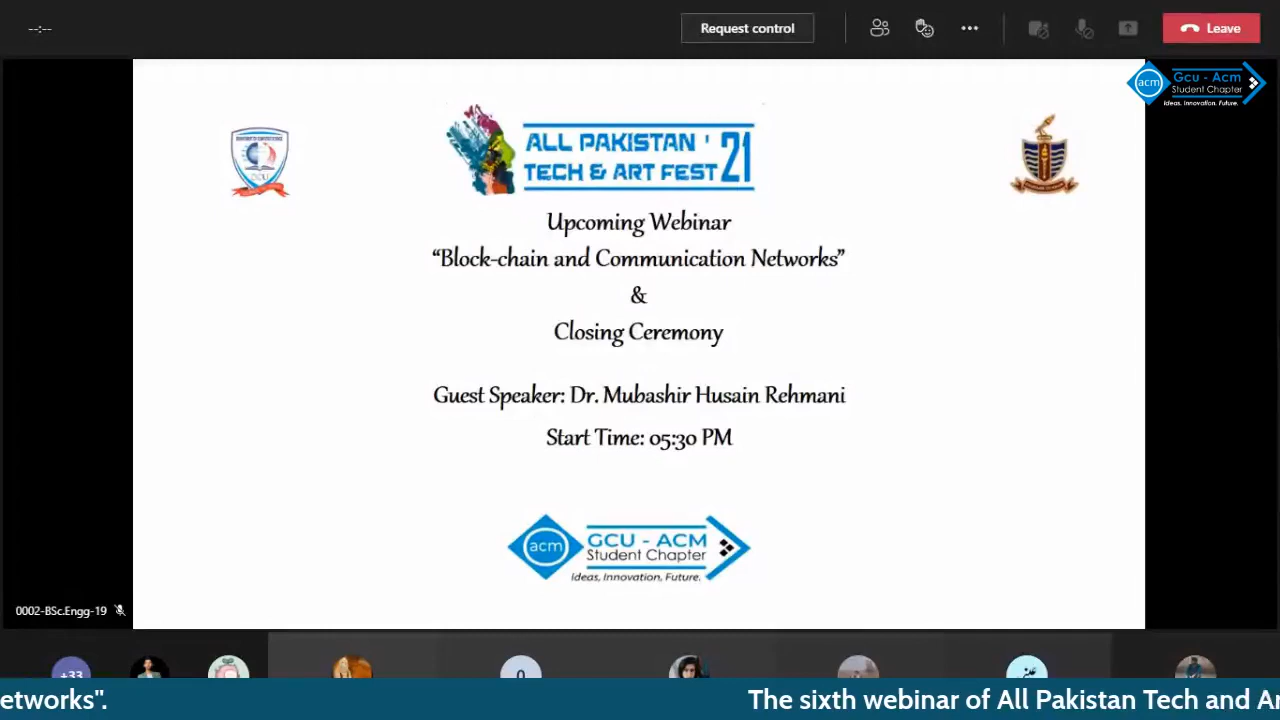 --:--
Request control
Leave
acm
Gcu - Acm
Student Chapter
Ideas. Innovation. Future.
ALL PAKISTAN ' 21
TECH & ART FEST
Upcoming Webinar
“Block-chain and Communication Networks”
&
Closing Ceremony
Guest Speaker: Dr. Mubashir Husain Rehmani
Start Time: 05:30 PM
acm
GCU - ACM
Student Chapter
Ideas, Innovation, Future.
0002-BSc.Engg-19
+33
etworks".
The sixth webinar of All Pakistan Tech and Ar